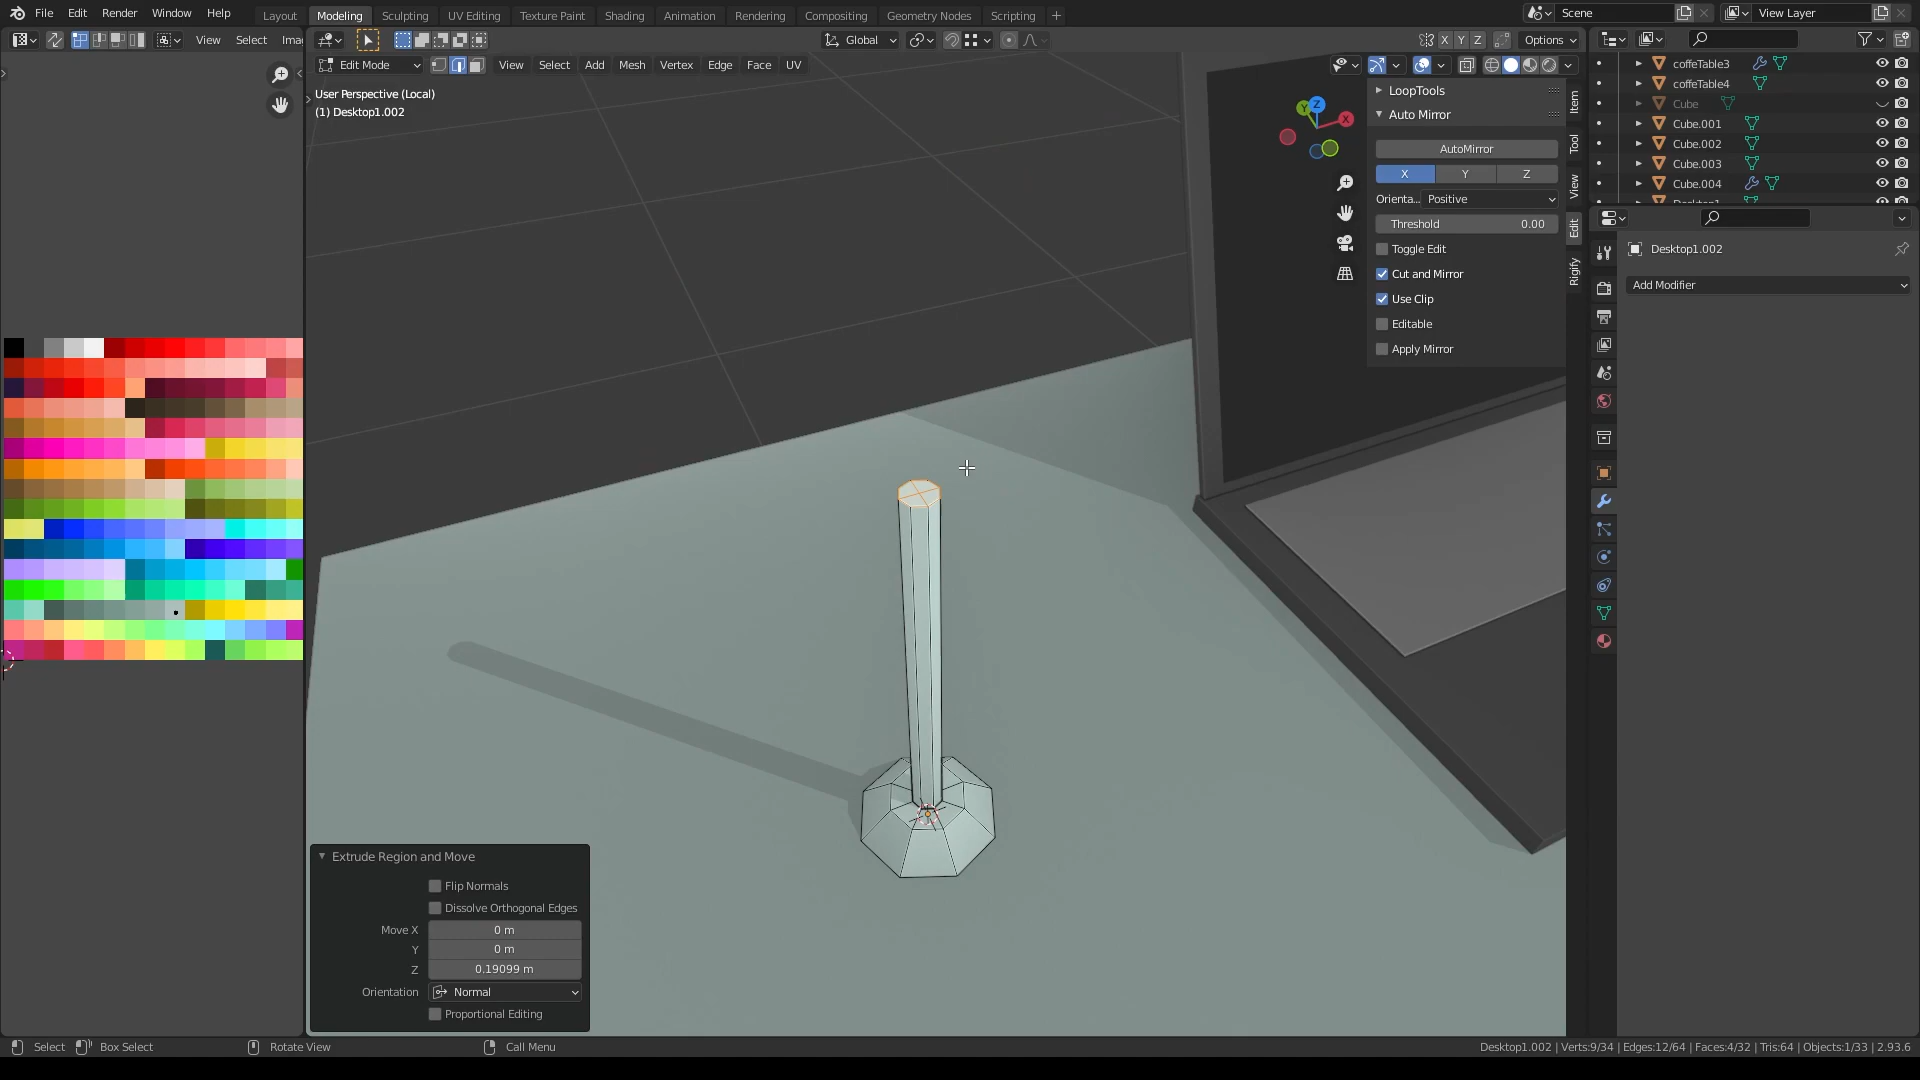 File Edit Render Window Help
Layout Modeling Sculpting UV Editing Texture Paint Shading Animation Rendering Compositing Geometry Nodes Scripting
Scene View Layer
View Select Ima
Global
X Y Z Options
Edit Mode View Select Add Mesh Vertex Edge Face UV
User Perspective (Local)
(1) Desktop1.002
Z
Y
X
LoopTools
Auto Mirror
AutoMirror
X Y Z
Orienta... Positive
Threshold 0.00
Toggle Edit
Cut and Mirror
Use Clip
Editable
Apply Mirror
Item
Tool
View
Edit
Rigify
coffeTable3
coffeTable4
Cube
Cube.001
Cube.002
Cube.003
Cube.004
Desktop1.002
Add Modifier
Extrude Region and Move
Flip Normals
Dissolve Orthogonal Edges
Move X 0 m
Y 0 m
Z 0.19099 m
Orientation Normal
Proportional Editing
Select Box Select Rotate View Call Menu
Desktop1.002 | Verts:9/34 | Edges:12/64 | Faces:4/32 | Tris:64 | Objects:1/33 | 2.93.6